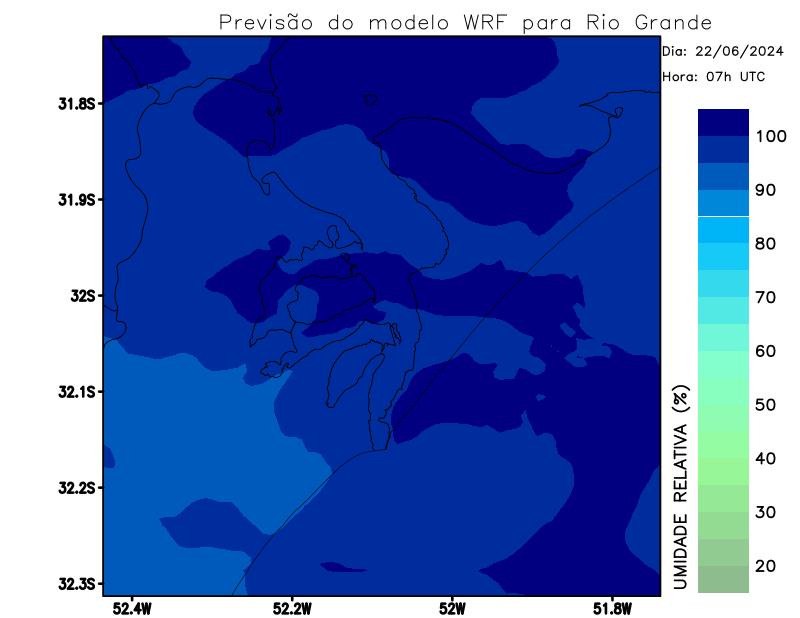 Previsão do modelo WRF para Rio Grande
Dia: 22/06/2024
Hora: 07h UTC
31.8S
31.9S
32S
32.1S
32.2S
32.3S
52.4W
52.2W
52W
51.8W
100
90
80
70
60
50
40
30
20
UMIDADE RELATIVA (%)